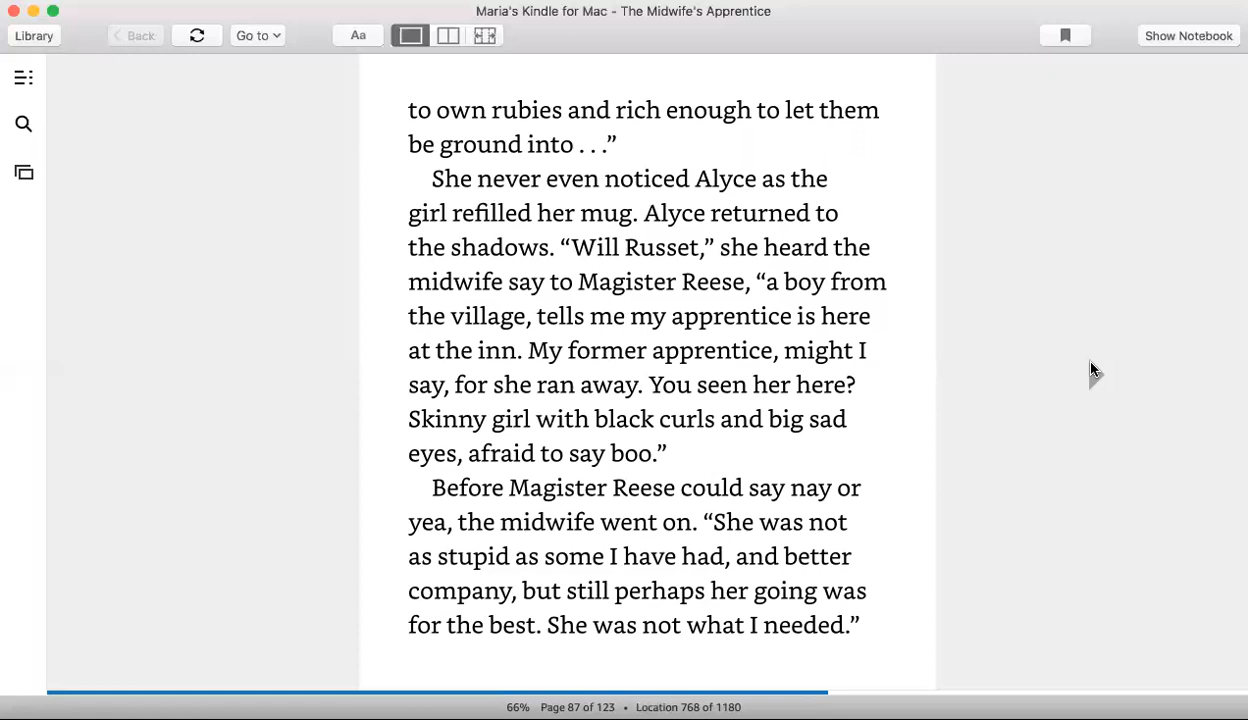 Maria's Kindle for Mac - The Midwife's Apprentice
Library Back Go to Aa Show Notebook
to own rubies and rich enough to let them
be ground into . . .”
She never even noticed Alyce as the
girl refilled her mug. Alyce returned to
the shadows. “Will Russet,” she heard the
midwife say to Magister Reese, “a boy from
the village, tells me my apprentice is here
at the inn. My former apprentice, might I
say, for she ran away. You seen her here?
Skinny girl with black curls and big sad
eyes, afraid to say boo.”
Before Magister Reese could say nay or
yea, the midwife went on. “She was not
as stupid as some I have had, and better
company, but still perhaps her going was
for the best. She was not what I needed.”
66% Page 87 of 123 • Location 768 of 1180